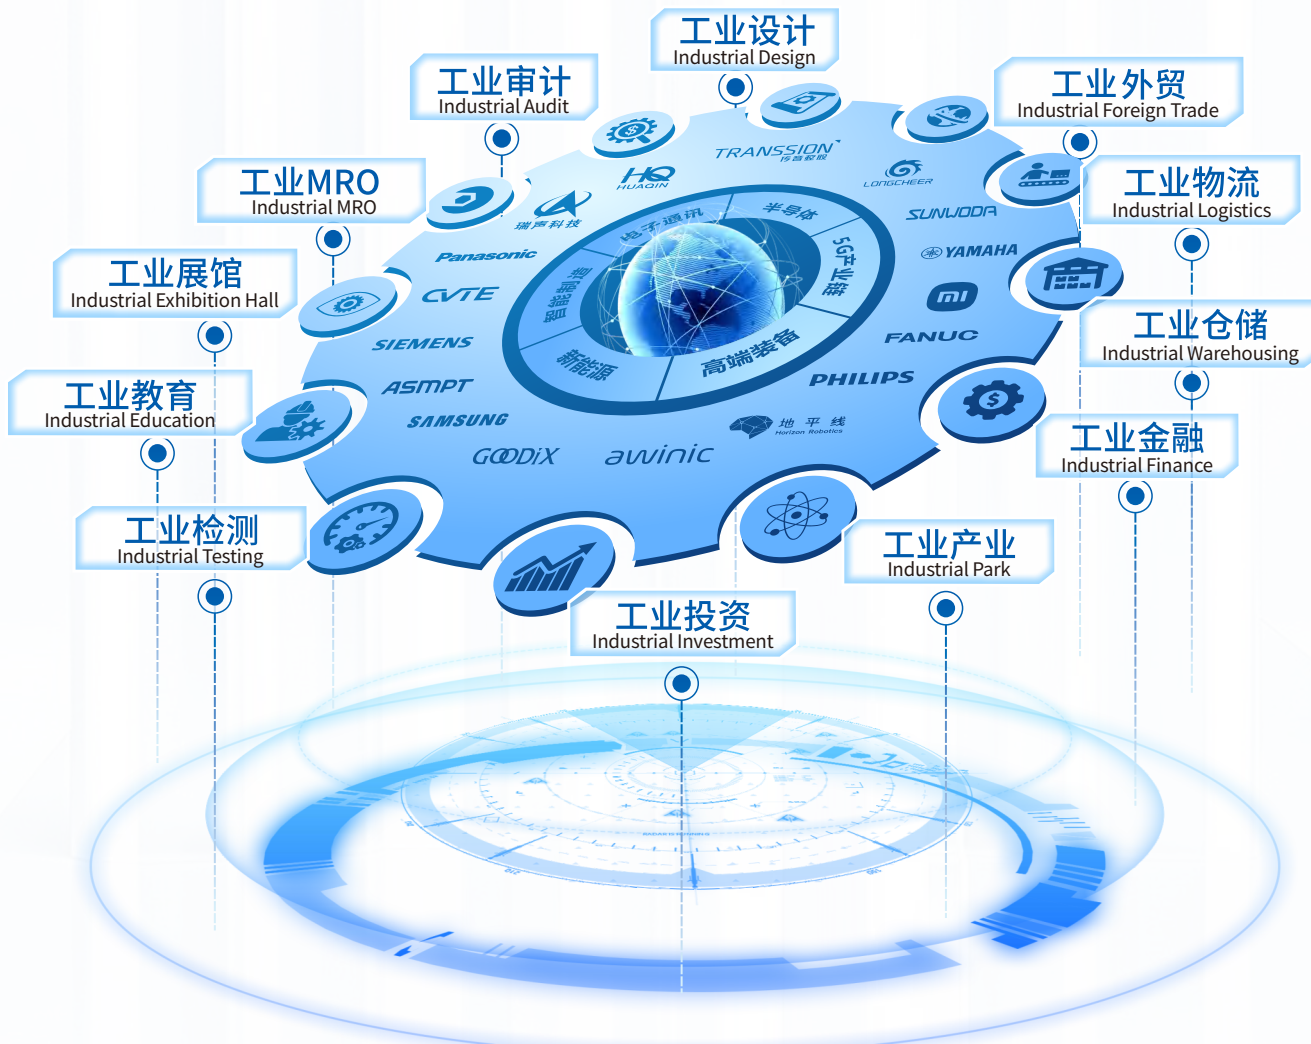 工业设计
Industrial Design
工业审计
Industrial Audit
工业外贸
Industrial Foreign Trade
工业MRO
Industrial MRO
工业物流
Industrial Logistics
工业展馆
Industrial Exhibition Hall
工业仓储
Industrial Warehousing
工业教育
Industrial Education
工业金融
Industrial Finance
工业检测
Industrial Testing
工业产业
Industrial Park
工业投资
Industrial Investment
TRANSSION
传音控股
HQ
HUAQIN
LONGCHEER
瑞声科技
SUNWODA
Panasonic
YAMAHA
CVTE
mi
SIEMENS
FANUC
ASMPT
PHILIPS
SAMSUNG
地平线
Horizon Robotics
GOODiX
awinic
电子通讯
半导体
5G产业链
高端装备
新能源
智能制造